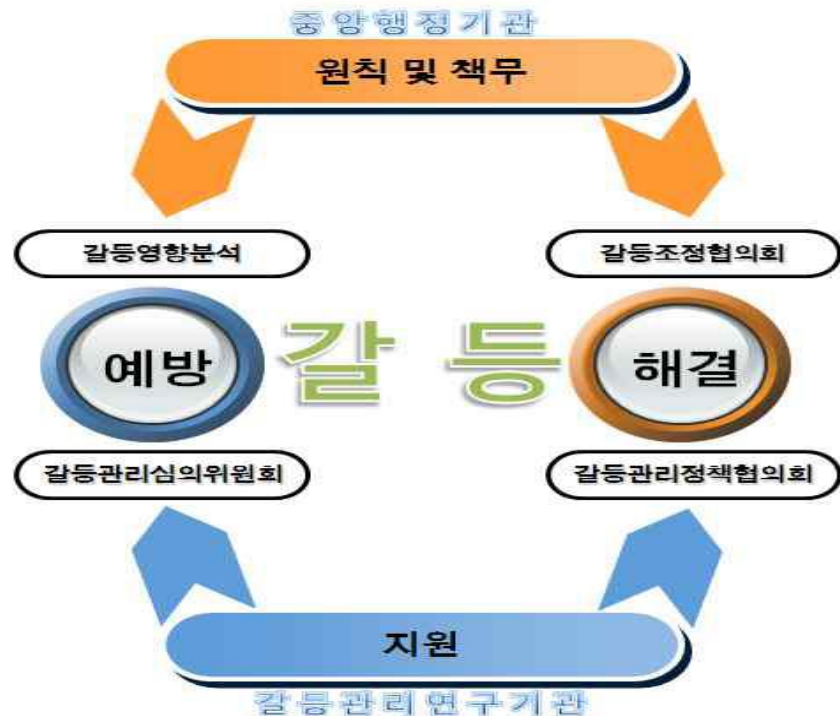 중앙행정기관
원칙 및 책무
갈등영향분석
갈등조정협의회
예방
갈등
해결
갈등관리심의위원회
갈등관리정책협의회
지원
갈등관리연구기관